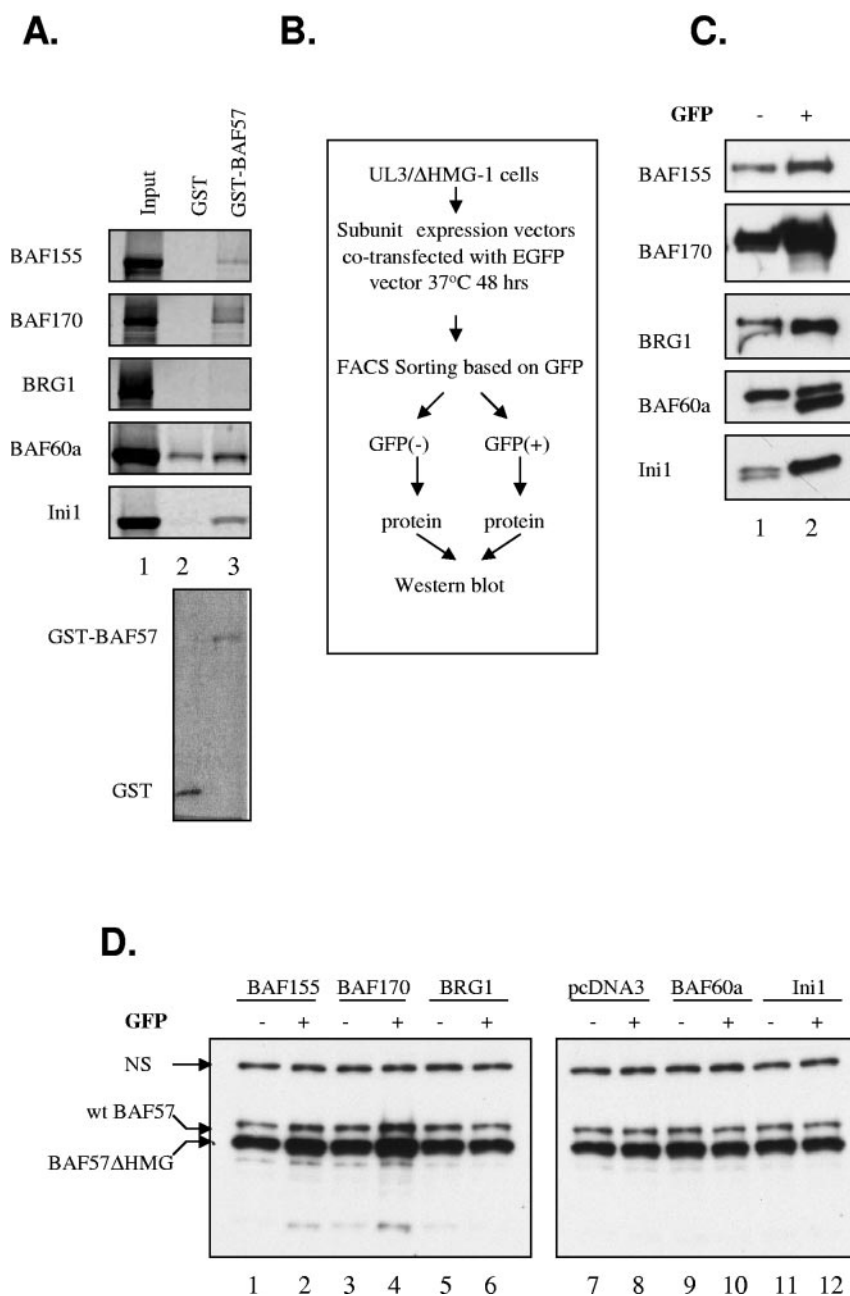 A.
B.
C.
Input
GST
GST-BAF57
BAF155
BAF170
BRG1
BAF60a
Ini1
1 2 3
GST-BAF57
GST
UL3/ΔHMG-1 cells
Subunit expression vectors
co-transfected with EGFP
vector 37°C 48 hrs
FACS Sorting based on GFP
GFP(-) GFP(+)
protein protein
Western blot
GFP - +
BAF155
BAF170
BRG1
BAF60a
Ini1
1 2
D.
BAF155 BAF170 BRG1 pcDNA3 BAF60a Ini1
GFP - + - + - + - + - + - +
NS
wt BAF57
BAF57ΔHMG
1 2 3 4 5 6 7 8 9 10 11 12